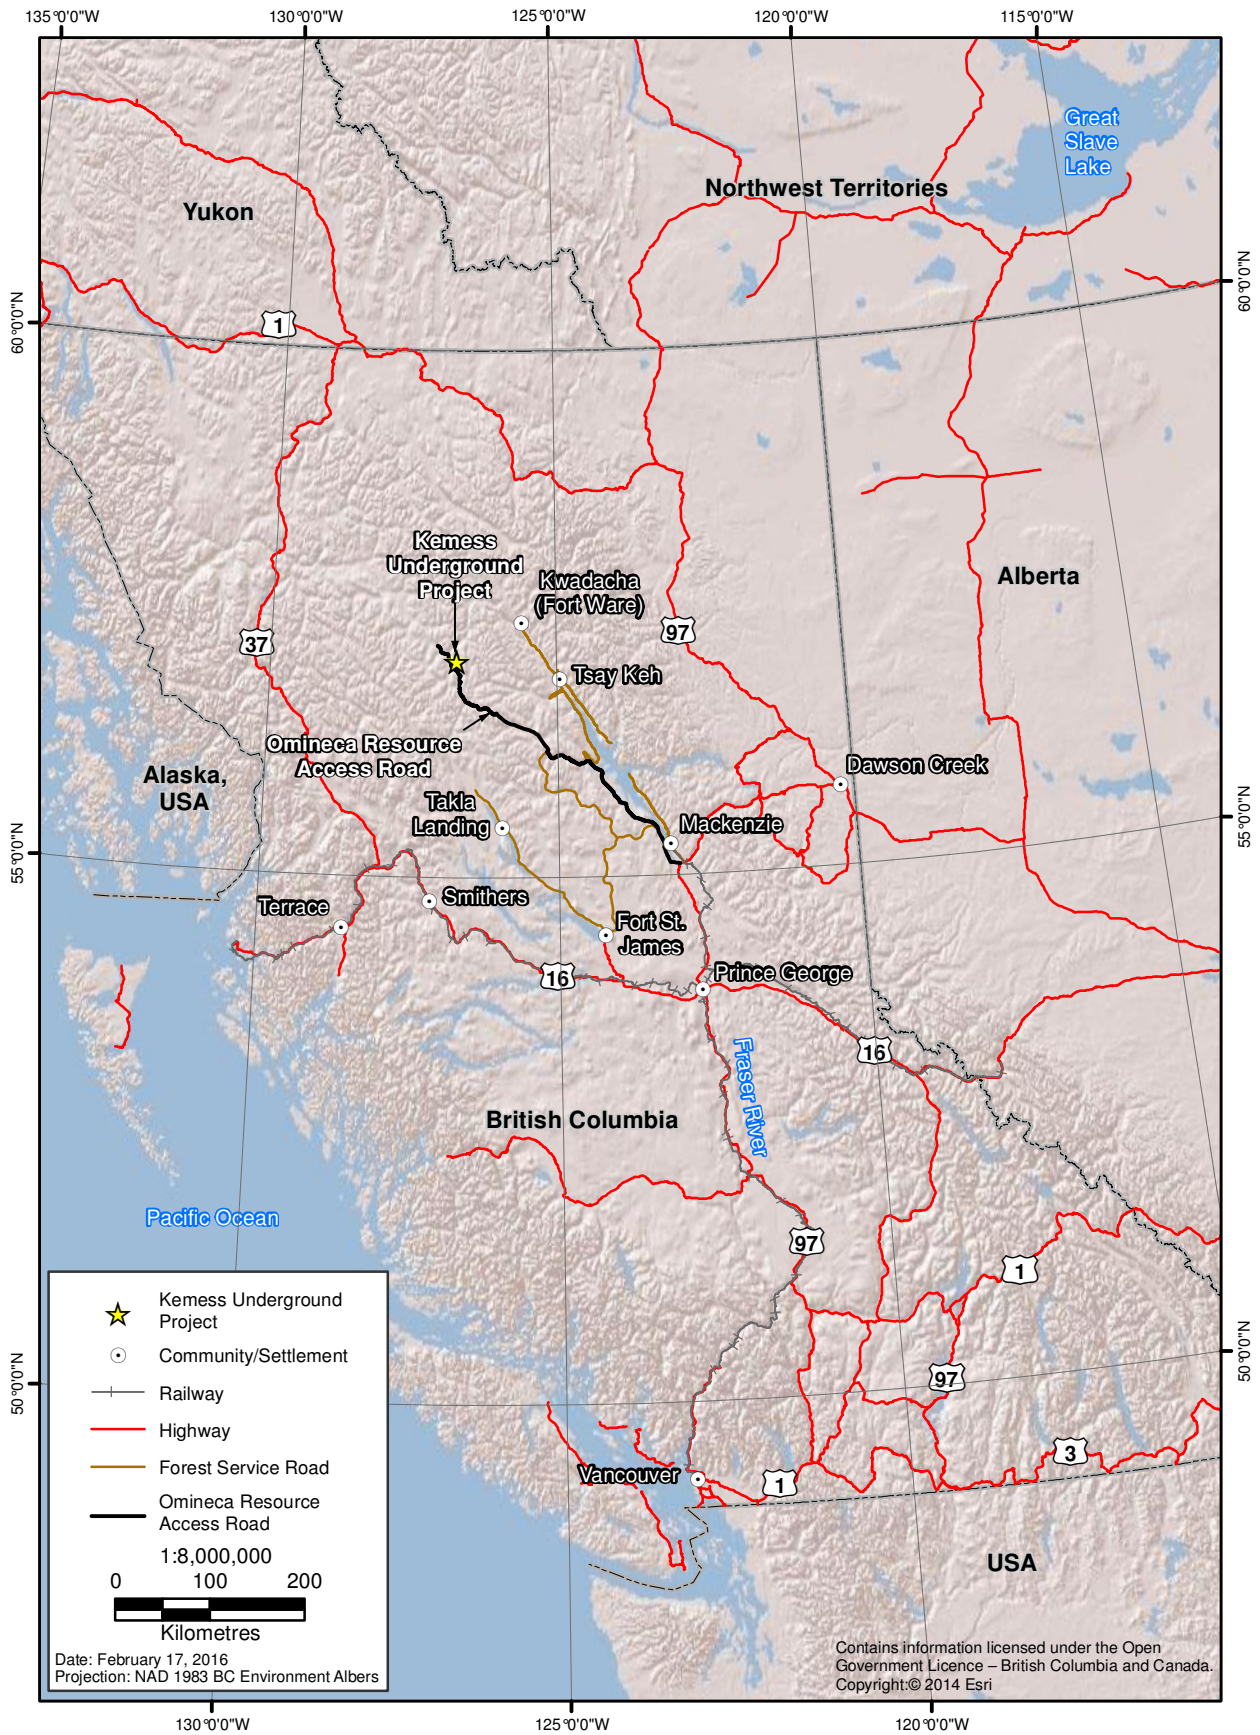 135°0'0"W
130°0'0"W
125°0'0"W
120°0'0"W
115°0'0"W
Great
Slave
Lake
Northwest Territories
Yukon
60°0'0"N
60°0'0"N
1
Kemess
Underground
Project
Kwadacha
(Fort Ware)
Alberta
37
97
Tsay Keh
Omineca Resource
Access Road
Alaska,
USA
Dawson Creek
Takla
Landing
Mackenzie
55°0'0"N
55°0'0"N
Smithers
Terrace
Fort St.
James
16
Prince George
16
Fraser River
British Columbia
Pacific Ocean
97
1
97
50°0'0"N
50°0'0"N
3
Vancouver
1
USA
Kemess Underground
Project
Community/Settlement
Railway
Highway
Forest Service Road
Omineca Resource
Access Road
1:8,000,000
0 100 200
Kilometres
Date: February 17, 2016
Projection: NAD 1983 BC Environment Albers
Contains information licensed under the Open
Government Licence – British Columbia and Canada.
Copyright:© 2014 Esri
130°0'0"W
125°0'0"W
120°0'0"W